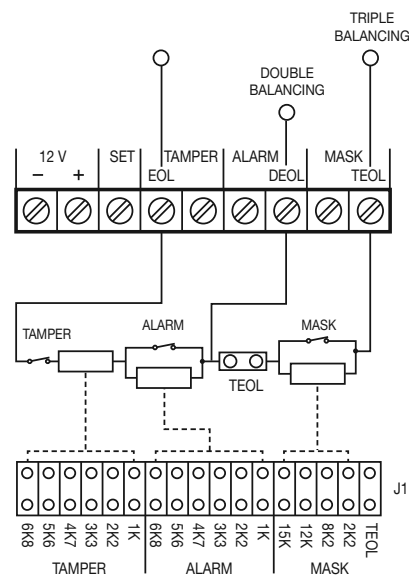 TRIPLE
BALANCING
DOUBLE
BALANCING
12 V SET TAMPER ALARM MASK
− + EOL DEOL TEOL
TAMPER ALARM MASK
TEOL
J1
6K8 5K6 4K7 3K3 2K2 1K 6K8 5K6 4K7 3K3 2K2 1K 15K 12K 8K2 2K2 TEOL
TAMPER ALARM MASK